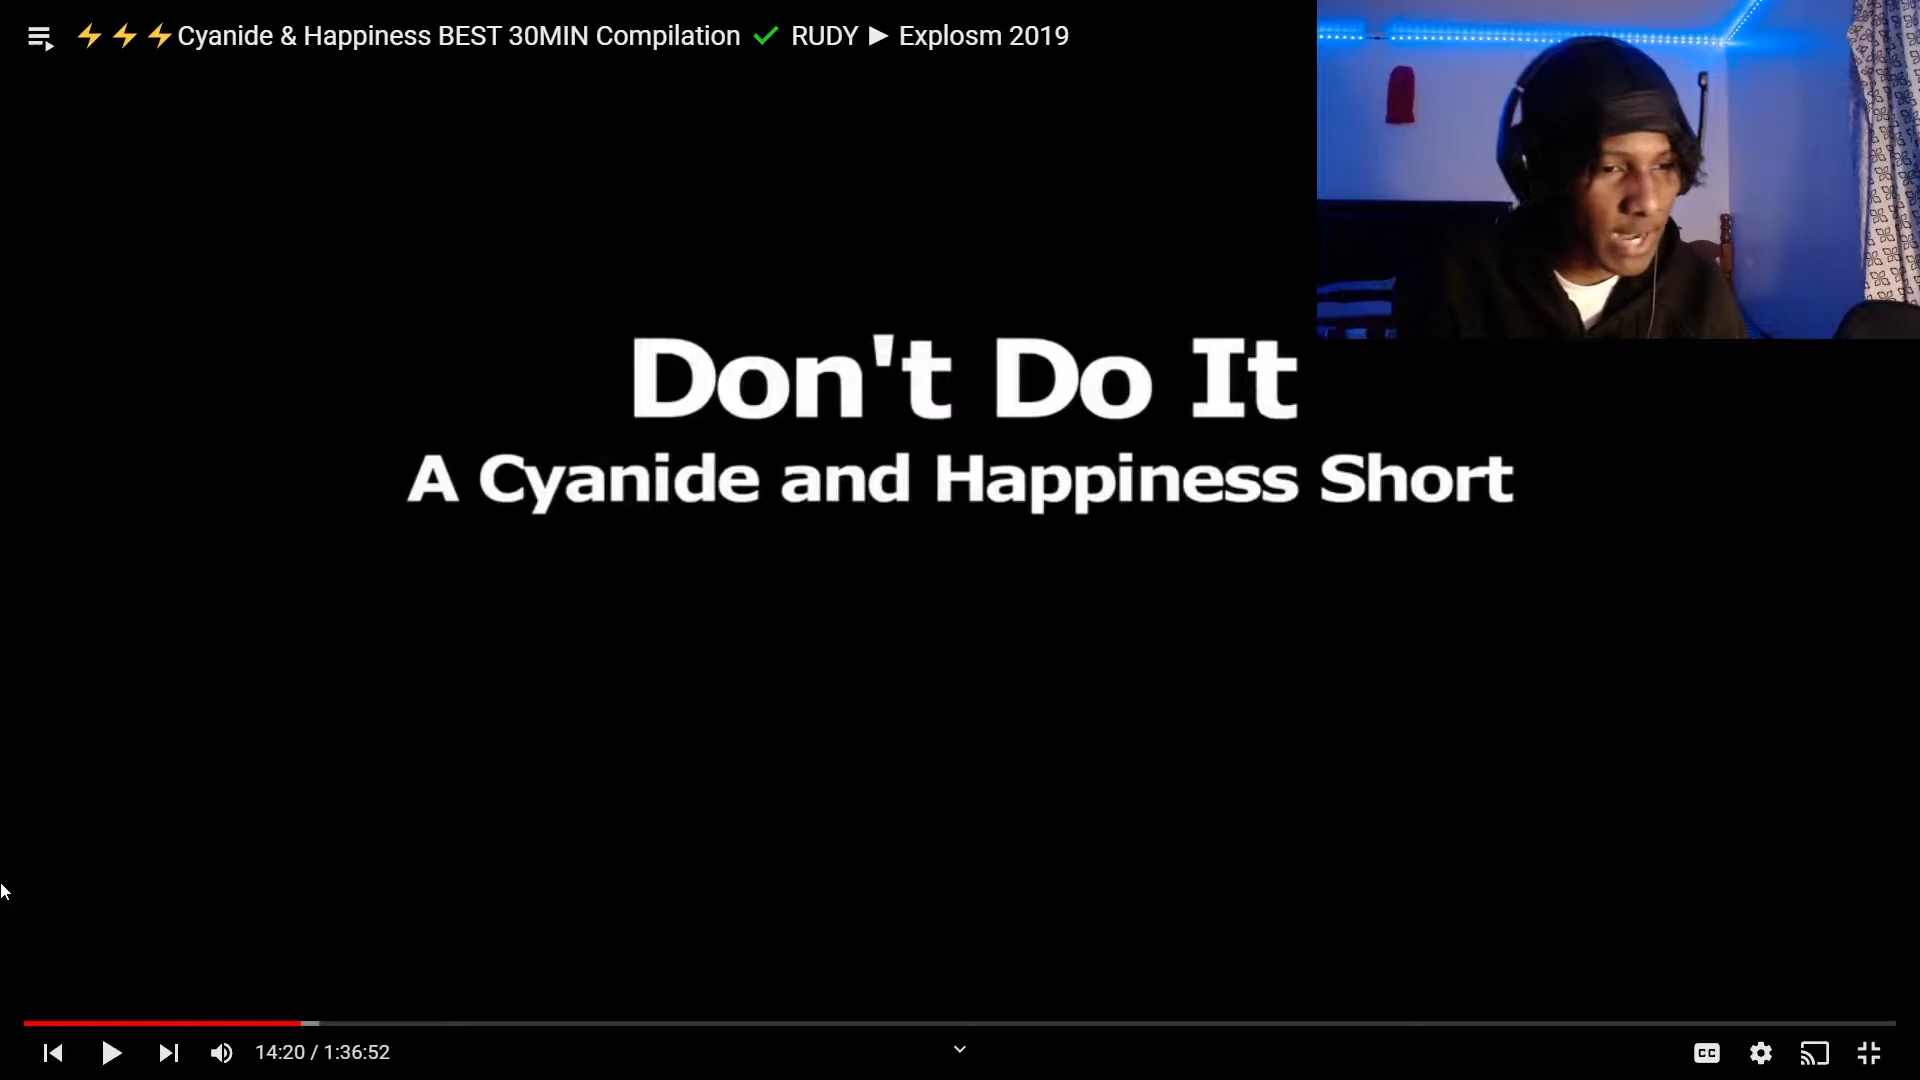 ⚡⚡⚡Cyanide & Happiness BEST 30MIN Compilation ✔ RUDY ► Explosm 2019
Don't Do It
A Cyanide and Happiness Short
14:20 / 1:36:52
CC